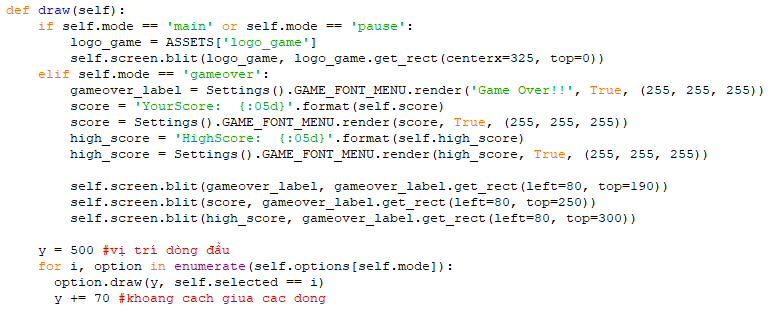 def draw(self):
    if self.mode == 'main' or self.mode == 'pause':
        logo_game = ASSETS['logo_game']
        self.screen.blit(logo_game, logo_game.get_rect(centerx=325, top=0))
    elif self.mode == 'gameover':
        gameover_label = Settings().GAME_FONT_MENU.render('Game Over!!', True, (255, 255, 255))
        score = 'YourScore:  {:05d}'.format(self.score)
        score = Settings().GAME_FONT_MENU.render(score, True, (255, 255, 255))
        high_score = 'HighScore:  {:05d}'.format(self.high_score)
        high_score = Settings().GAME_FONT_MENU.render(high_score, True, (255, 255, 255))

        self.screen.blit(gameover_label, gameover_label.get_rect(left=80, top=190))
        self.screen.blit(score, gameover_label.get_rect(left=80, top=250))
        self.screen.blit(high_score, gameover_label.get_rect(left=80, top=300))

    y = 500 #vị trí dòng đầu
    for i, option in enumerate(self.options[self.mode]):
      option.draw(y, self.selected == i)
      y += 70 #khoang cach giua cac dong